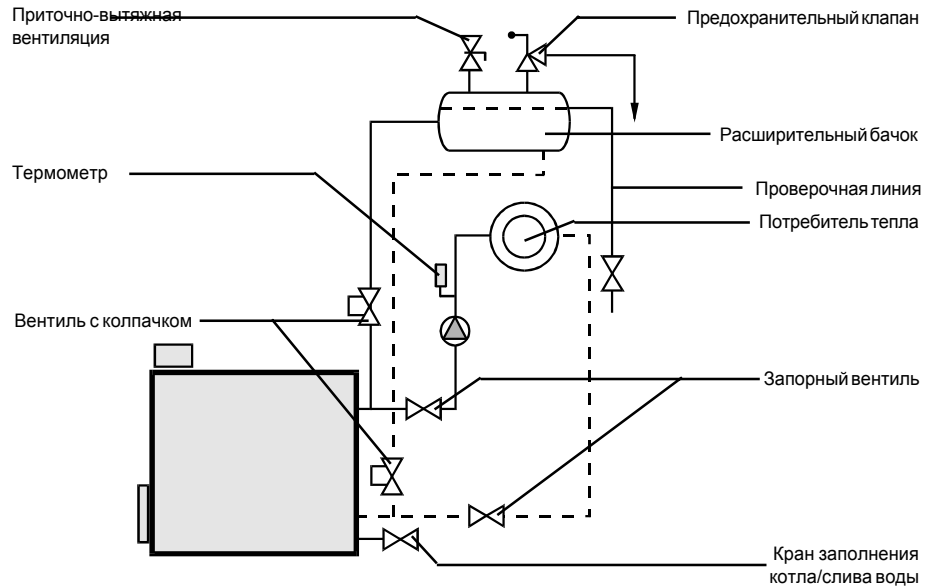 Приточно-вытяжная
вентиляция
Предохранительный клапан
Расширительный бачок
Термометр
Проверочная линия
Потребитель тепла
Вентиль с колпачком
Запорный вентиль
Кран заполнения
котла/слива воды